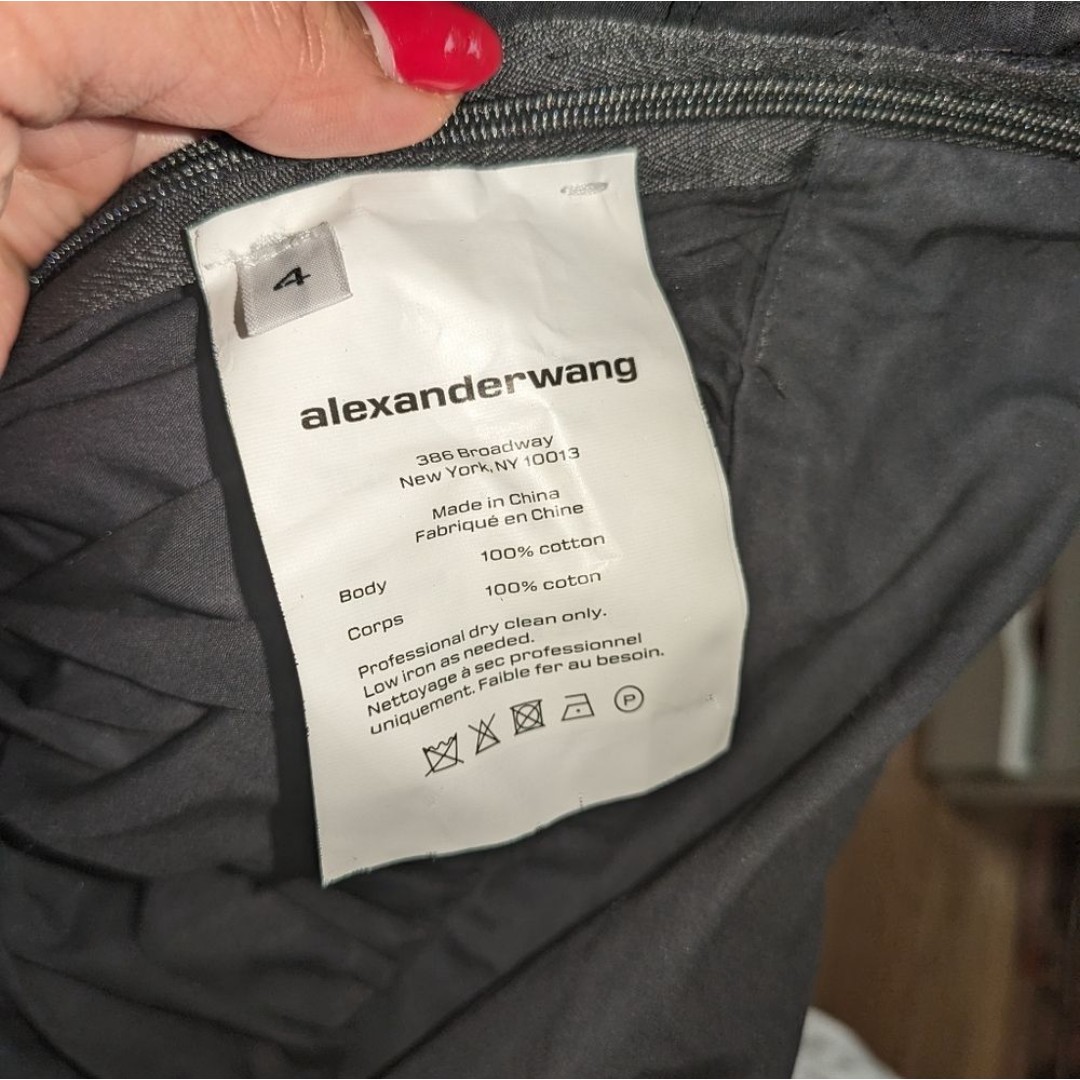 4
alexanderwang
386 Broadway
New York, NY 10013
Made in China
Fabriqué en Chine
100% cotton
Body
100% coton
Corps
Professional dry clean only.
Low iron as needed.
Nettoyage à sec professionnel
uniquement. Faible fer au besoin.
P